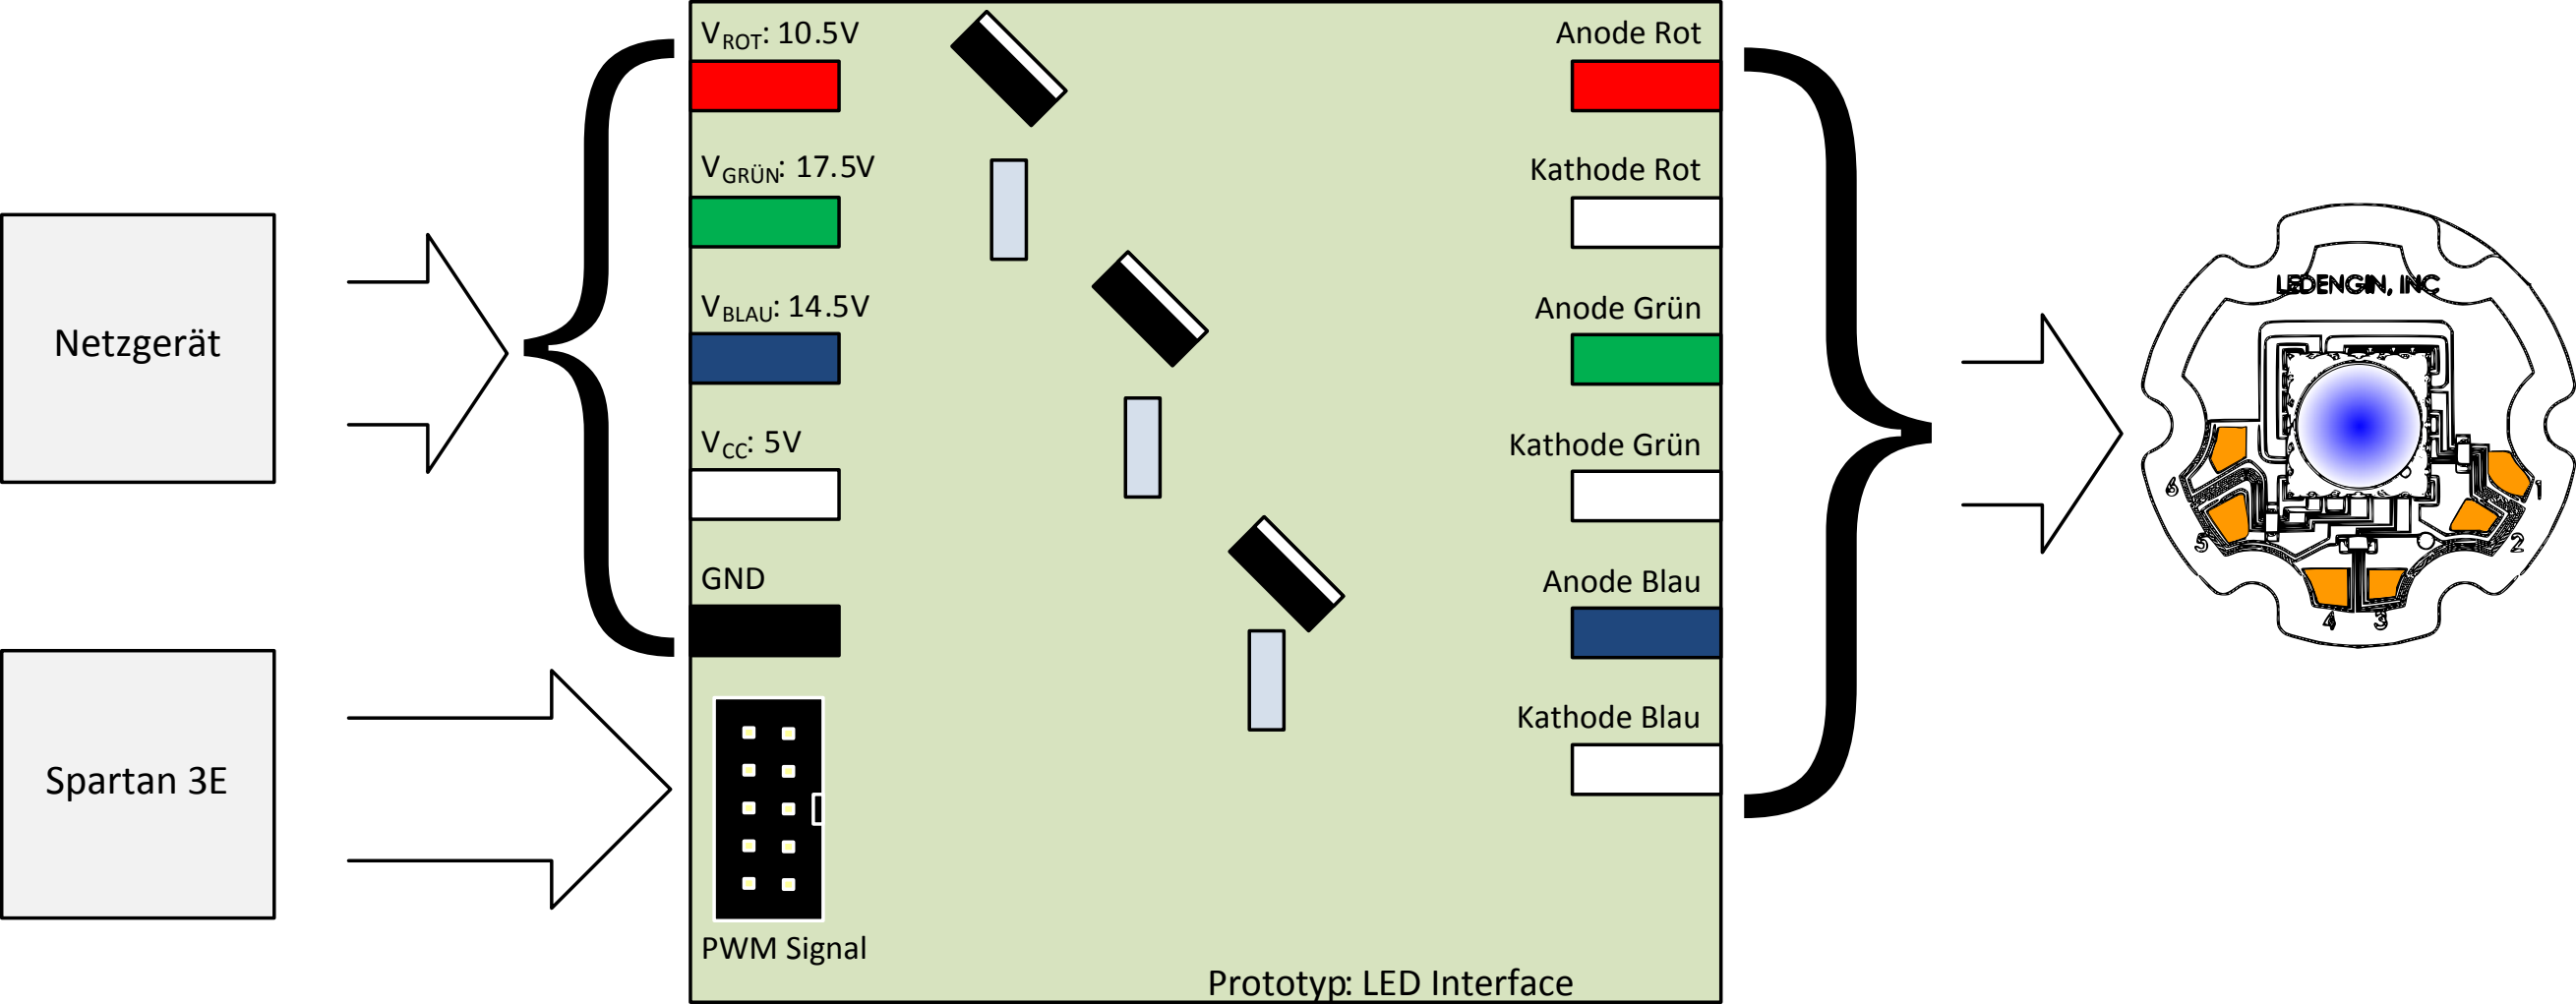 Netzgerät
Spartan 3E
VROT: 10.5V
VGRÜN: 17.5V
VBLAU: 14.5V
VCC: 5V
GND
PWM Signal
Anode Rot
Kathode Rot
Anode Grün
Kathode Grün
Anode Blau
Kathode Blau
Prototyp: LED Interface
LEDENGIN, INC
6
1
5
2
4
3